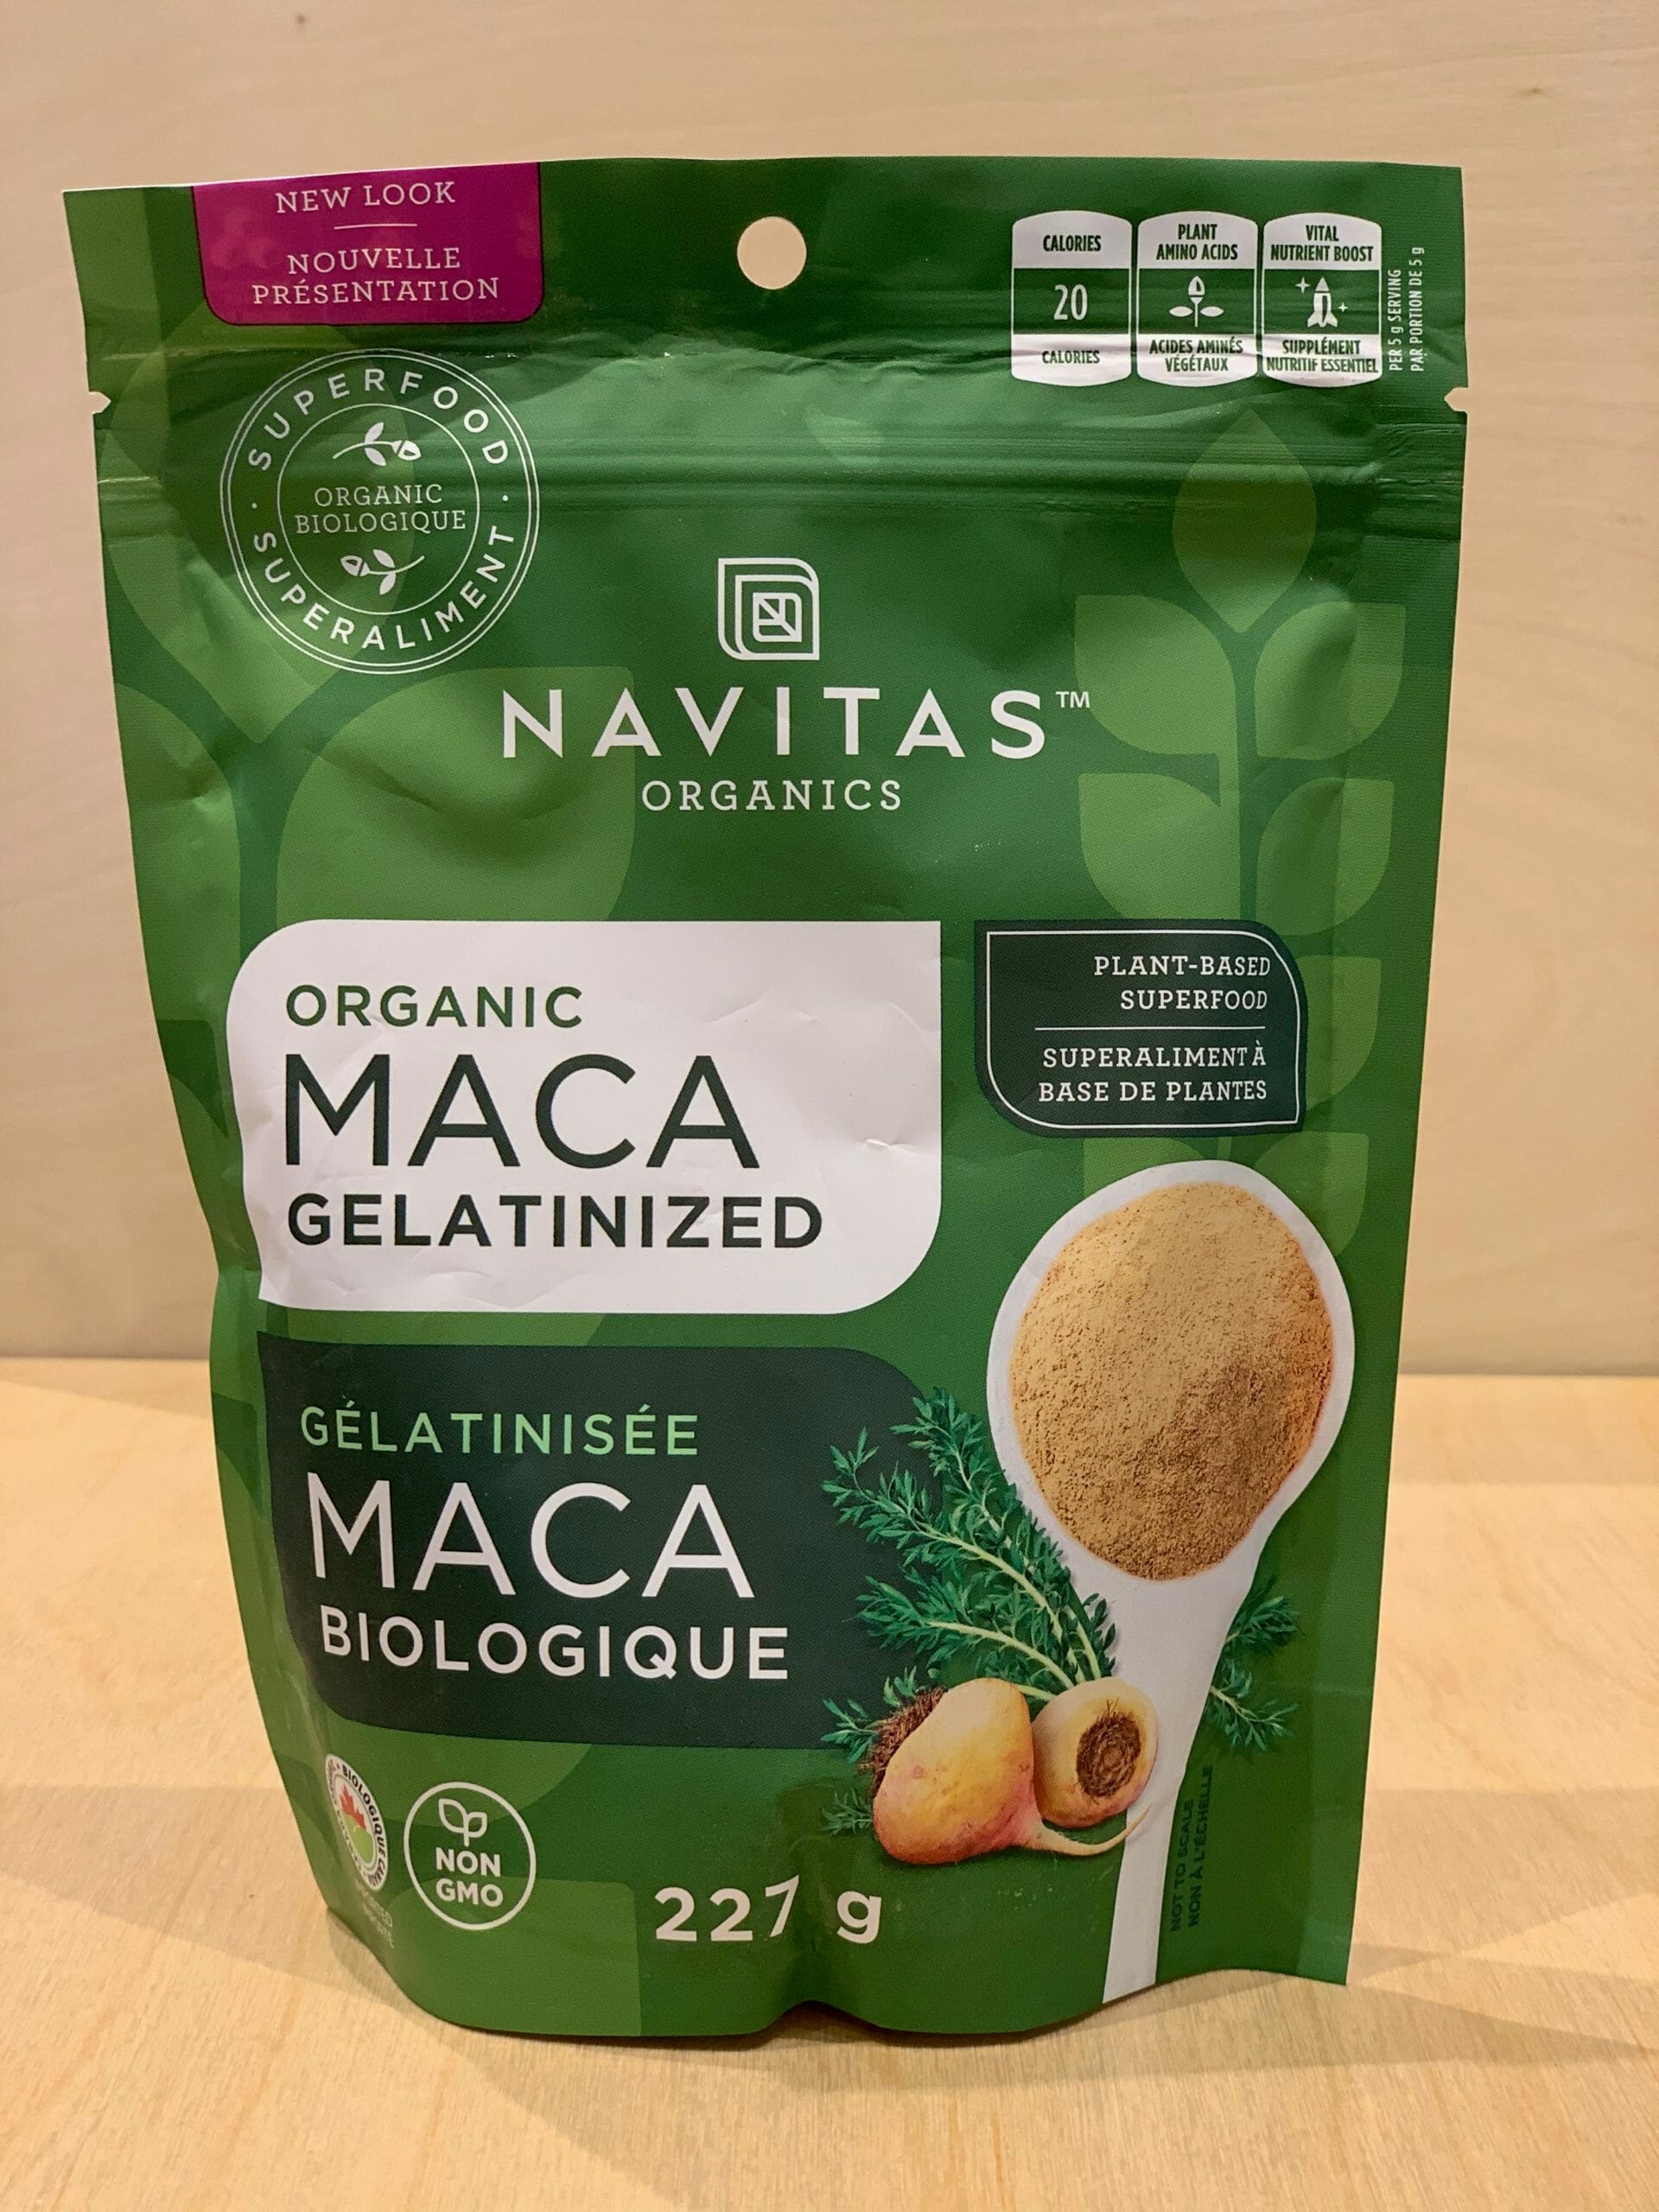 NEW LOOK
NOUVELLE
PRÉSENTATION
CALORIES
20
CALORIES
PLANT
AMINO ACIDS
ACIDES AMINÉS
VÉGÉTAUX
VITAL
NUTRIENT BOOST
SUPPLÉMENT
NUTRITIF ESSENTIEL
PER 5 g SERVING
PAR PORTION DE 5 g
· SUPERFOOD ·
ORGANIC
BIOLOGIQUE
SUPERALIMENT
NAVITAS™
ORGANICS
ORGANIC
MACA
GELATINIZED
PLANT-BASED
SUPERFOOD
SUPERALIMENT À
BASE DE PLANTES
GÉLATINISÉE
MACA
BIOLOGIQUE
BIOLOGIQUE CANADA
NON
GMO
227 g
NOT TO SCALE
NON À L'ÉCHELLE